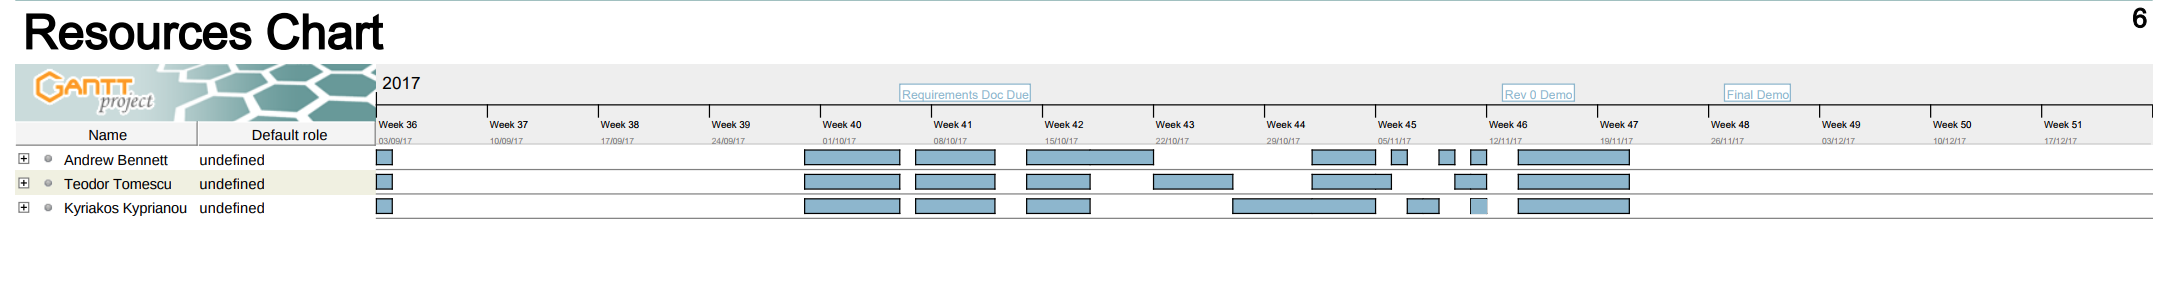 Resources Chart
6
GANTT
project
2017
Requirements Doc Due
Rev 0 Demo
Final Demo
Name
Default role
Week 36
Week 37
Week 38
Week 39
Week 40
Week 41
Week 42
Week 43
Week 44
Week 45
Week 46
Week 47
Week 48
Week 49
Week 50
Week 51
03/09/17
10/09/17
17/09/17
24/09/17
01/10/17
08/10/17
15/10/17
22/10/17
29/10/17
05/11/17
12/11/17
19/11/17
26/11/17
03/12/17
10/12/17
17/12/17
Andrew Bennett undefined
Teodor Tomescu undefined
Kyriakos Kyprianou undefined